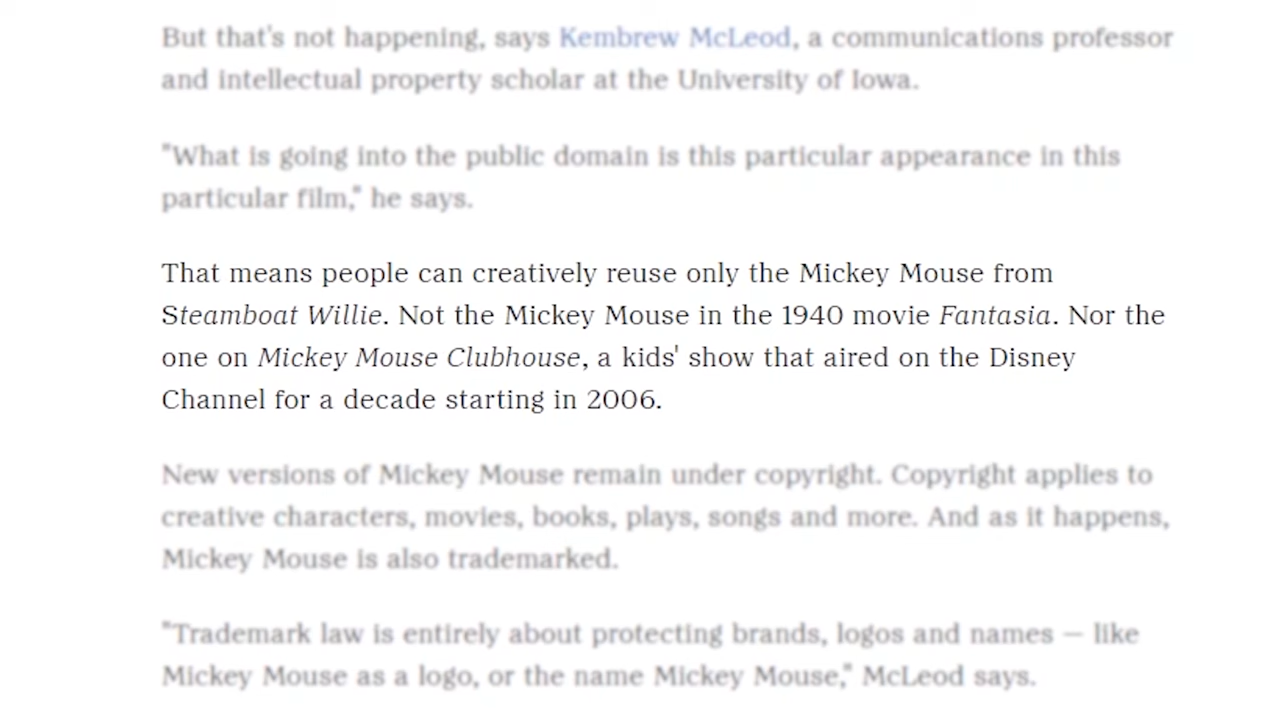 But that's not happening, says Kembrew McLeod, a communications professor
and intellectual property scholar at the University of Iowa.
"What is going into the public domain is this particular appearance in this
particular film," he says.
That means people can creatively reuse only the Mickey Mouse from
Steamboat Willie. Not the Mickey Mouse in the 1940 movie Fantasia. Nor the
one on Mickey Mouse Clubhouse, a kids' show that aired on the Disney
Channel for a decade starting in 2006.
New versions of Mickey Mouse remain under copyright. Copyright applies to
creative characters, movies, books, plays, songs and more. And as it happens,
Mickey Mouse is also trademarked.
"Trademark law is entirely about protecting brands, logos and names — like
Mickey Mouse as a logo, or the name Mickey Mouse," McLeod says.